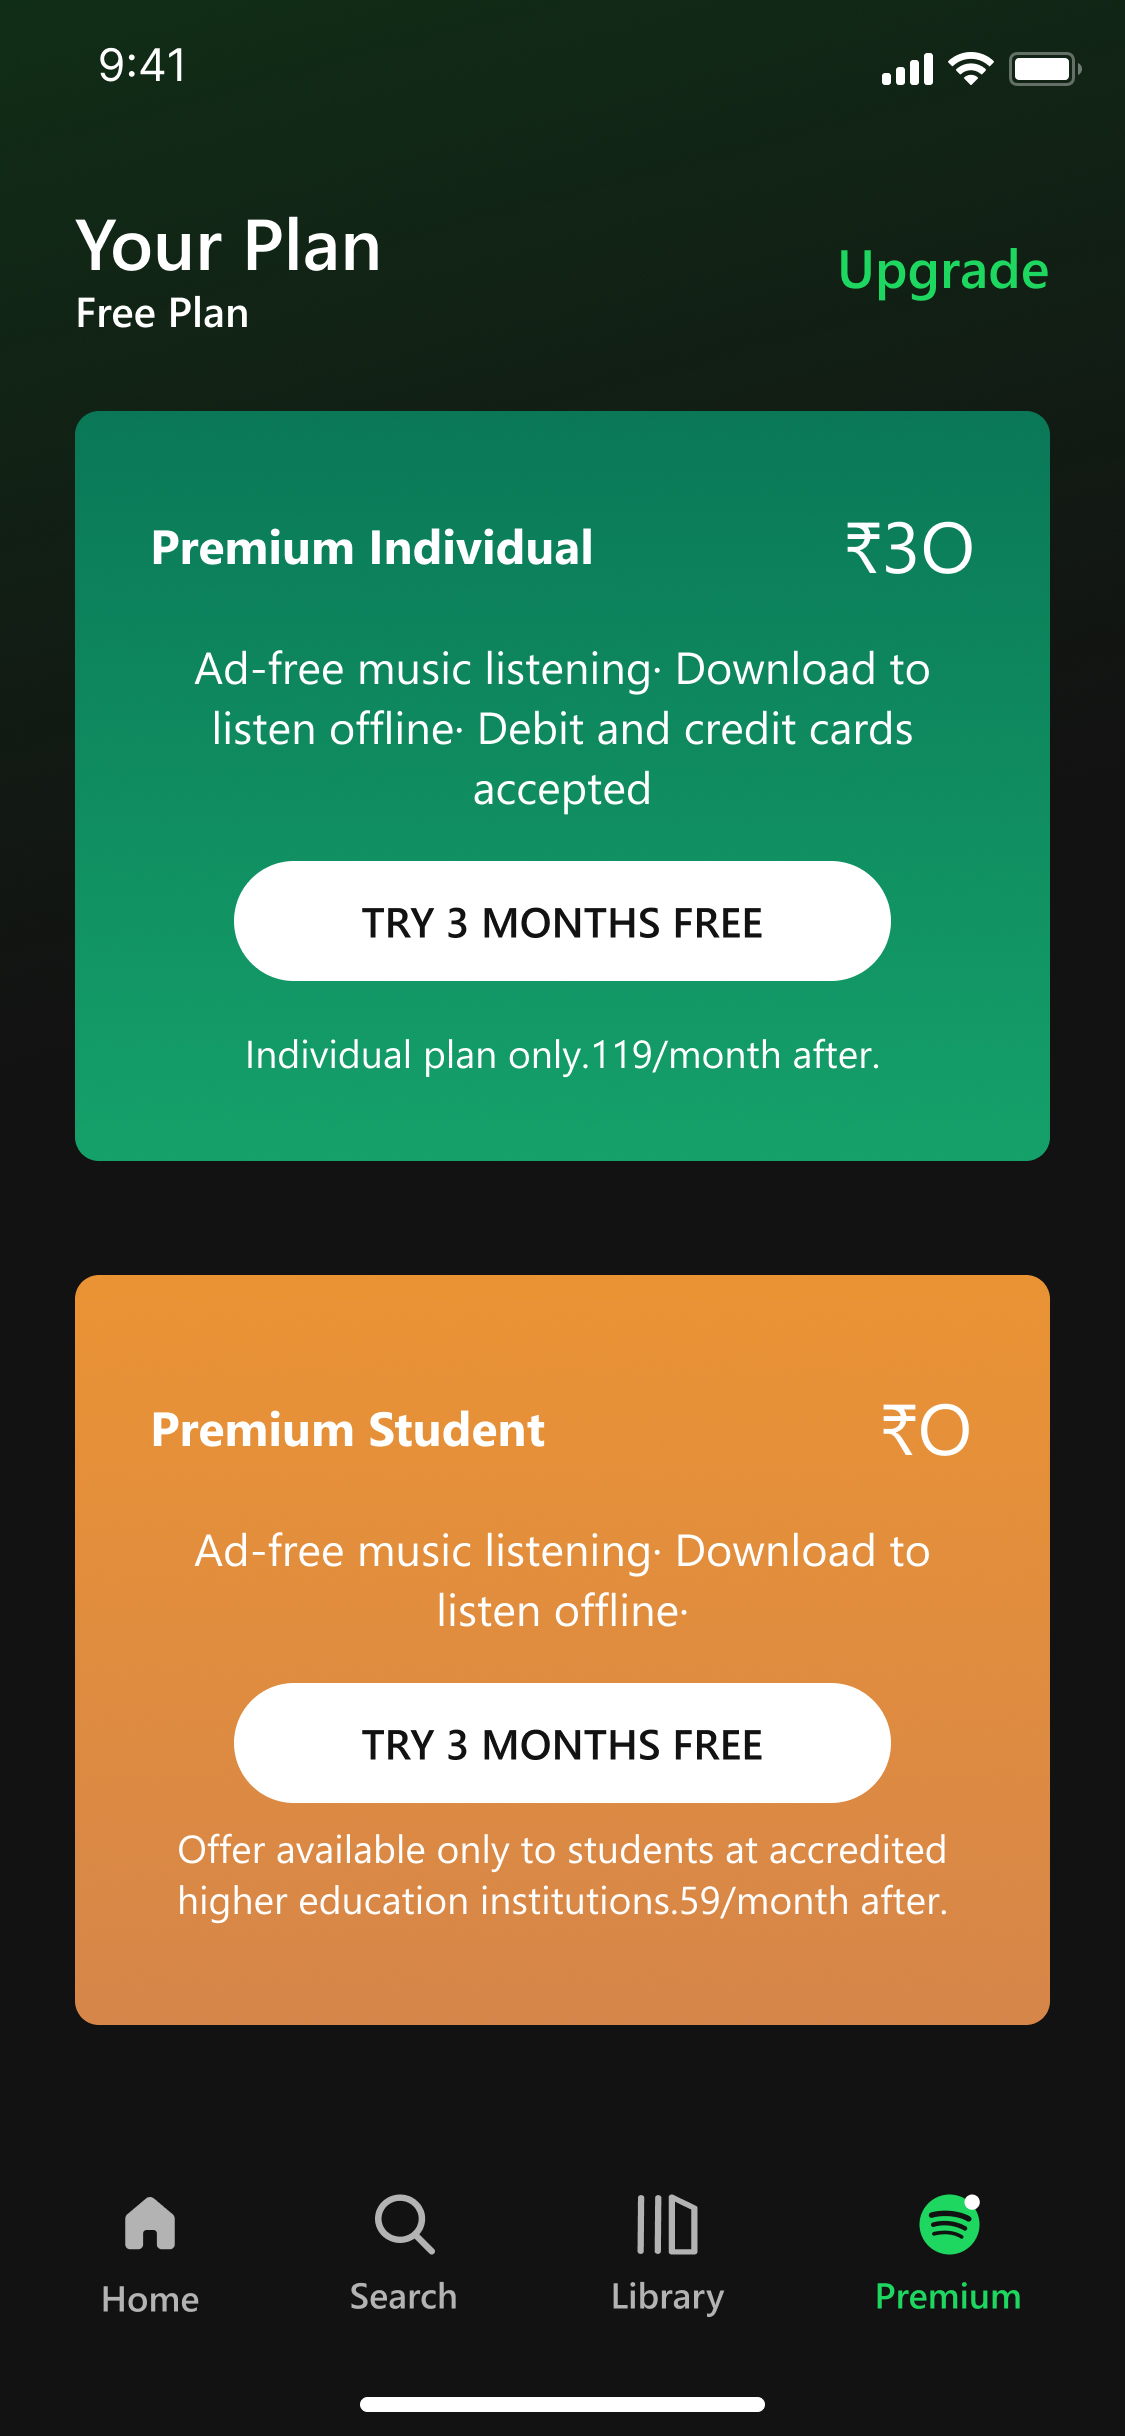 9:41
Your Plan
Free Plan
Upgrade
Premium Individual
₹30
Ad-free music listening· Download to
listen offline· Debit and credit cards
accepted
TRY 3 MONTHS FREE
Individual plan only.119/month after.
Premium Student
₹0
Ad-free music listening· Download to
listen offline·
TRY 3 MONTHS FREE
Offer available only to students at accredited
higher education institutions.59/month after.
Home
Search
Library
Premium